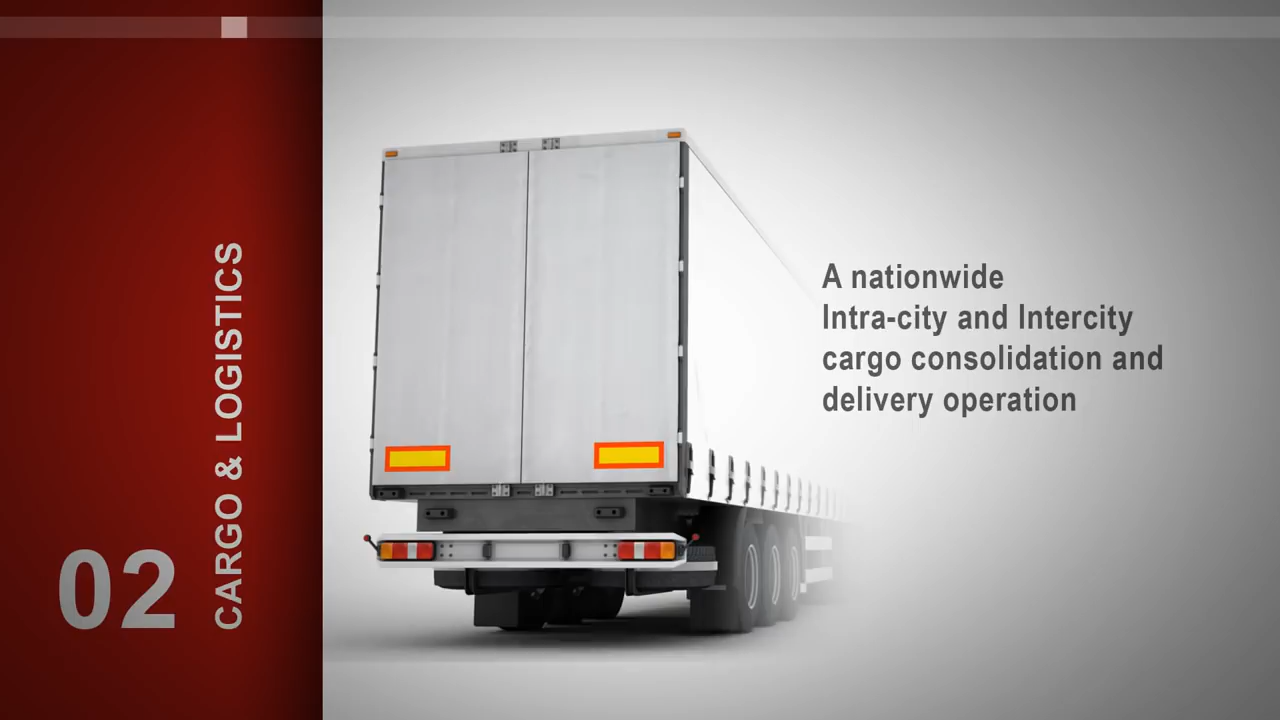 02
CARGO & LOGISTICS
A nationwide
Intra-city and Intercity
cargo consolidation and
delivery operation